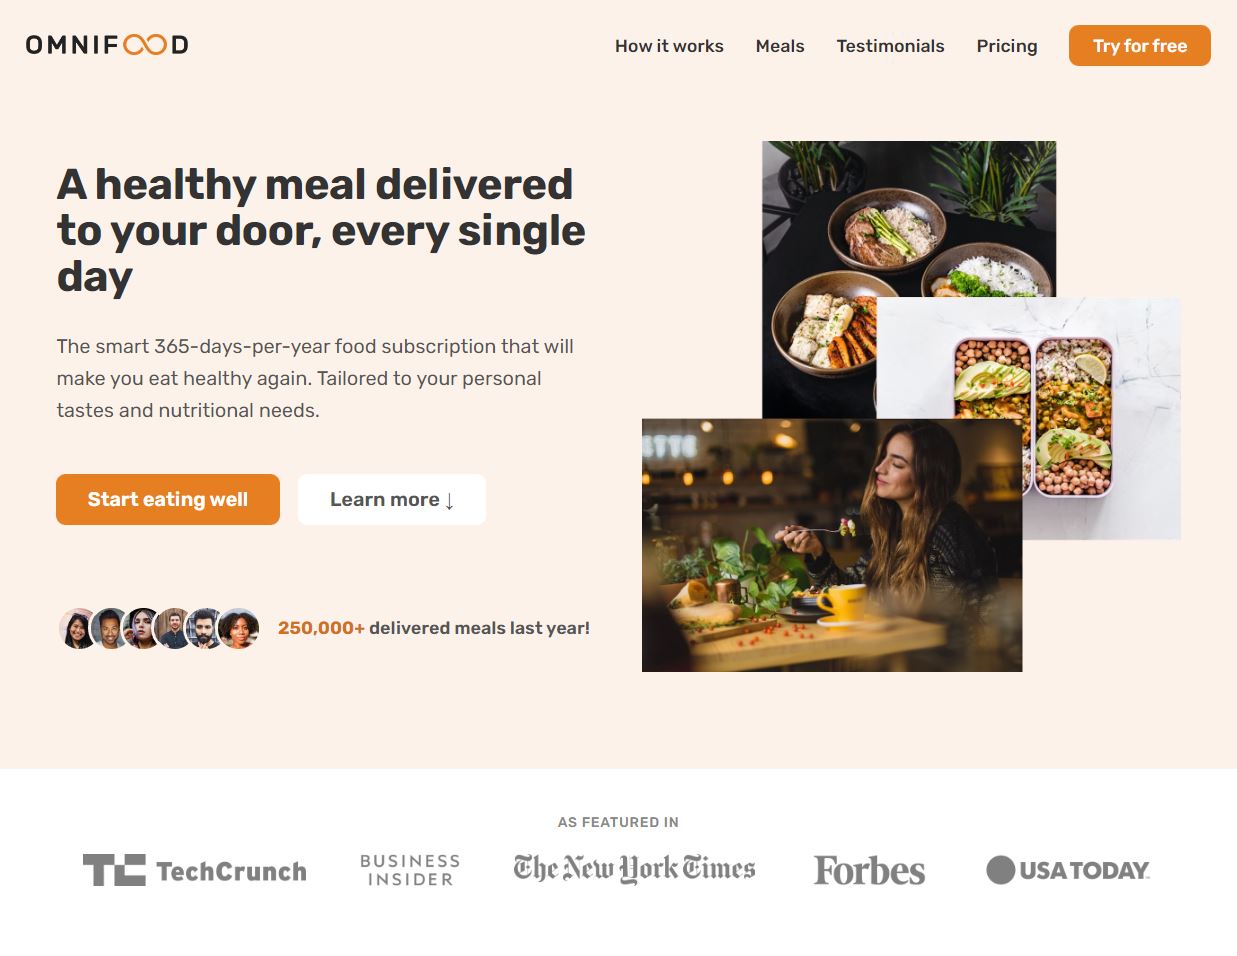 OMNIFOOD
How it works
Meals
Testimonials
Pricing
Try for free
A healthy meal delivered
to your door, every single
day
The smart 365-days-per-year food subscription that will
make you eat healthy again. Tailored to your personal
tastes and nutritional needs.
Start eating well
Learn more ↓
250,000+ delivered meals last year!
AS FEATURED IN
TC TechCrunch
BUSINESS
INSIDER
The New York Times
Forbes
USA TODAY